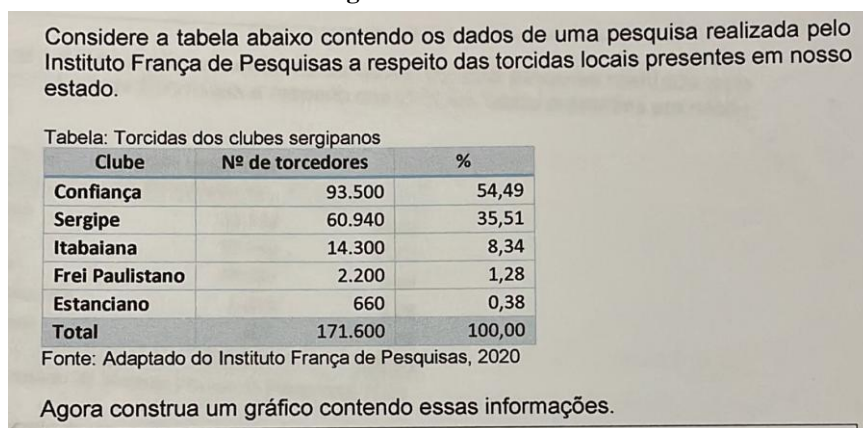 Considere a tabela abaixo contendo os dados de uma pesquisa realizada pelo
Instituto França de Pesquisas a respeito das torcidas locais presentes em nosso
estado.
Tabela: Torcidas dos clubes sergipanos
Clube Nº de torcedores %
Confiança 93.500 54,49
Sergipe 60.940 35,51
Itabaiana 14.300 8,34
Frei Paulistano 2.200 1,28
Estanciano 660 0,38
Total 171.600 100,00
Fonte: Adaptado do Instituto França de Pesquisas, 2020
Agora construa um gráfico contendo essas informações.